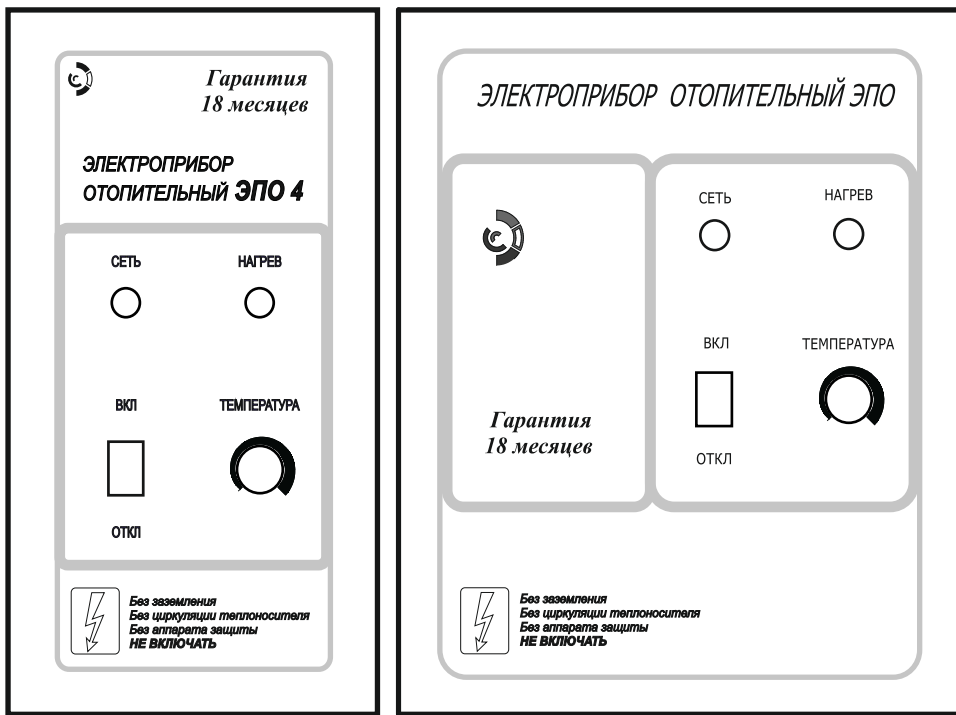 Гарантия
18 месяцев
ЭЛЕКТРОПРИБОР
ОТОПИТЕЛЬНЫЙ ЭПО 4
СЕТЬ НАГРЕВ
ВКЛ ТЕМПЕРАТУРА
ОТКЛ
Без заземления
Без циркуляции теплоносителя
Без аппарата защиты
НЕ ВКЛЮЧАТЬ
ЭЛЕКТРОПРИБОР ОТОПИТЕЛЬНЫЙ ЭПО
Гарантия
18 месяцев
СЕТЬ НАГРЕВ
ВКЛ ТЕМПЕРАТУРА
ОТКЛ
Без заземления
Без циркуляции теплоносителя
Без аппарата защиты
НЕ ВКЛЮЧАТЬ